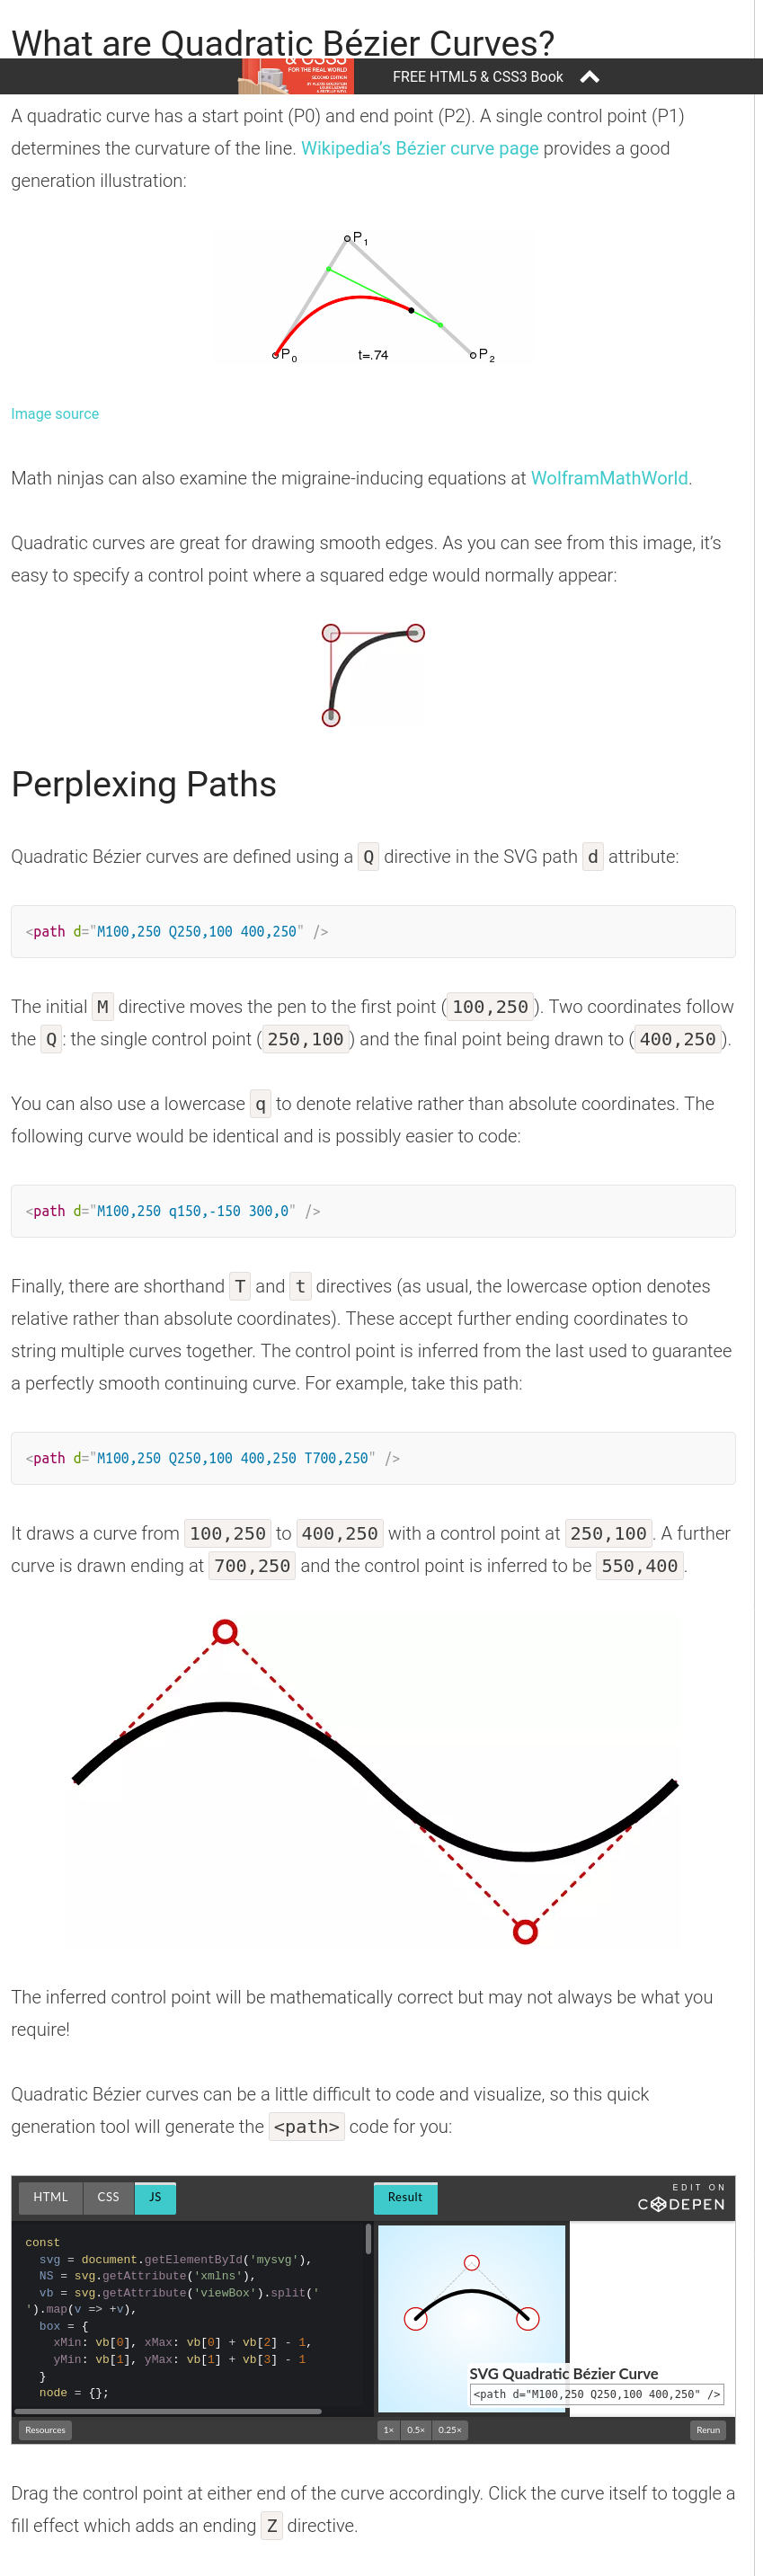 What are Quadratic Bézier Curves?
& CSS3
FOR THE REAL WORLD
SECOND EDITION
FREE HTML5 & CSS3 Book
A quadratic curve has a start point (P0) and end point (P2). A single control point (P1)
determines the curvature of the line. Wikipedia’s Bézier curve page provides a good
generation illustration:
P1
P0
t=.74
P2
Image source
Math ninjas can also examine the migraine-inducing equations at WolframMathWorld.
Quadratic curves are great for drawing smooth edges. As you can see from this image, it’s
easy to specify a control point where a squared edge would normally appear:
Perplexing Paths
Quadratic Bézier curves are defined using a Q directive in the SVG path d attribute:
<path d="M100,250 Q250,100 400,250" />
The initial M directive moves the pen to the first point (100,250). Two coordinates follow
the Q: the single control point (250,100) and the final point being drawn to (400,250).
You can also use a lowercase q to denote relative rather than absolute coordinates. The
following curve would be identical and is possibly easier to code:
<path d="M100,250 q150,-150 300,0" />
Finally, there are shorthand T and t directives (as usual, the lowercase option denotes
relative rather than absolute coordinates). These accept further ending coordinates to
string multiple curves together. The control point is inferred from the last used to guarantee
a perfectly smooth continuing curve. For example, take this path:
<path d="M100,250 Q250,100 400,250 T700,250" />
It draws a curve from 100,250 to 400,250 with a control point at 250,100. A further
curve is drawn ending at 700,250 and the control point is inferred to be 550,400.
The inferred control point will be mathematically correct but may not always be what you
require!
Quadratic Bézier curves can be a little difficult to code and visualize, so this quick
generation tool will generate the <path> code for you:
HTML CSS JS Result EDIT ON
CODEPEN
const
svg = document.getElementById('mysvg'),
NS = svg.getAttribute('xmlns'),
vb = svg.getAttribute('viewBox').split('
').map(v => +v),
box = {
xMin: vb[0], xMax: vb[0] + vb[2] - 1,
yMin: vb[1], yMax: vb[1] + vb[3] - 1
}
node = {};
SVG Quadratic Bézier Curve
<path d="M100,250 Q250,100 400,250" />
Resources 1× 0.5× 0.25× Rerun
Drag the control point at either end of the curve accordingly. Click the curve itself to toggle a
fill effect which adds an ending Z directive.